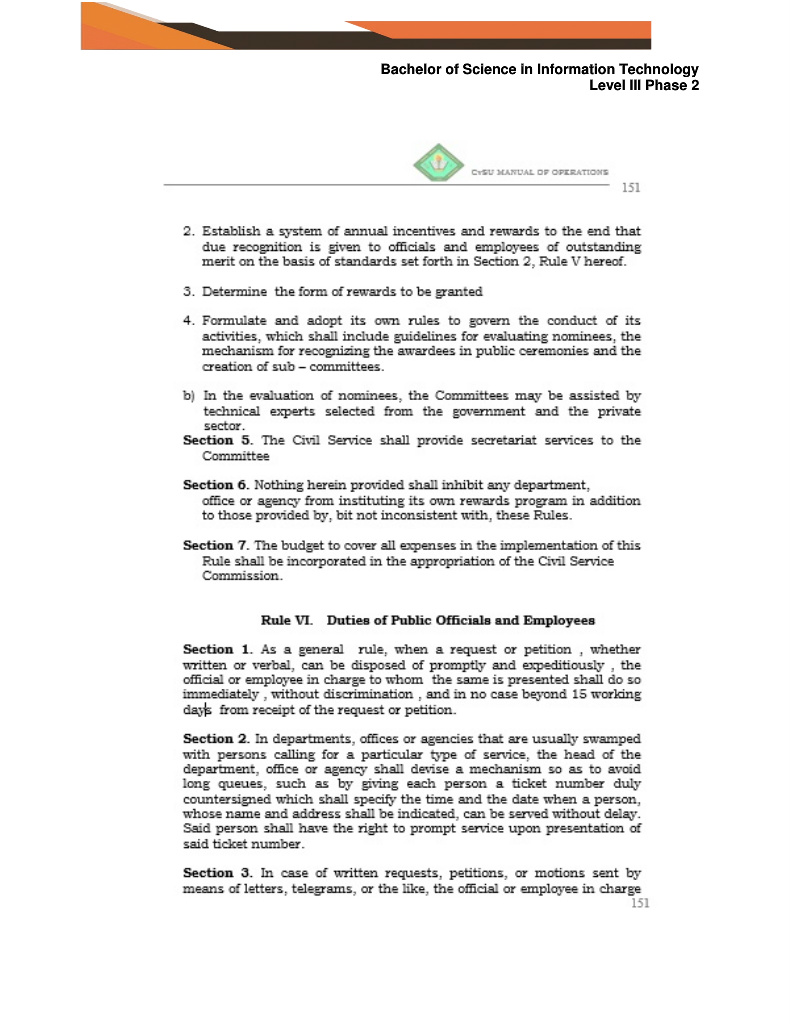 Bachelor of Science in Information Technology
Level III Phase 2
CvSU MANUAL OF OPERATIONS
151
2. Establish a system of annual incentives and rewards to the end that
due recognition is given to officials and employees of outstanding
merit on the basis of standards set forth in Section 2, Rule V hereof.
3. Determine the form of rewards to be granted
4. Formulate and adopt its own rules to govern the conduct of its
activities, which shall include guidelines for evaluating nominees, the
mechanism for recognizing the awardees in public ceremonies and the
creation of sub – committees.
b) In the evaluation of nominees, the Committees may be assisted by
technical experts selected from the government and the private
sector.
Section 5. The Civil Service shall provide secretariat services to the
Committee
Section 6. Nothing herein provided shall inhibit any department,
office or agency from instituting its own rewards program in addition
to those provided by, bit not inconsistent with, these Rules.
Section 7. The budget to cover all expenses in the implementation of this
Rule shall be incorporated in the appropriation of the Civil Service
Commission.
Rule VI. Duties of Public Officials and Employees
Section 1. As a general rule, when a request or petition , whether
written or verbal, can be disposed of promptly and expeditiously , the
official or employee in charge to whom the same is presented shall do so
immediately , without discrimination , and in no case beyond 15 working
days from receipt of the request or petition.
Section 2. In departments, offices or agencies that are usually swamped
with persons calling for a particular type of service, the head of the
department, office or agency shall devise a mechanism so as to avoid
long queues, such as by giving each person a ticket number duly
countersigned which shall specify the time and the date when a person,
whose name and address shall be indicated, can be served without delay.
Said person shall have the right to prompt service upon presentation of
said ticket number.
Section 3. In case of written requests, petitions, or motions sent by
means of letters, telegrams, or the like, the official or employee in charge
151